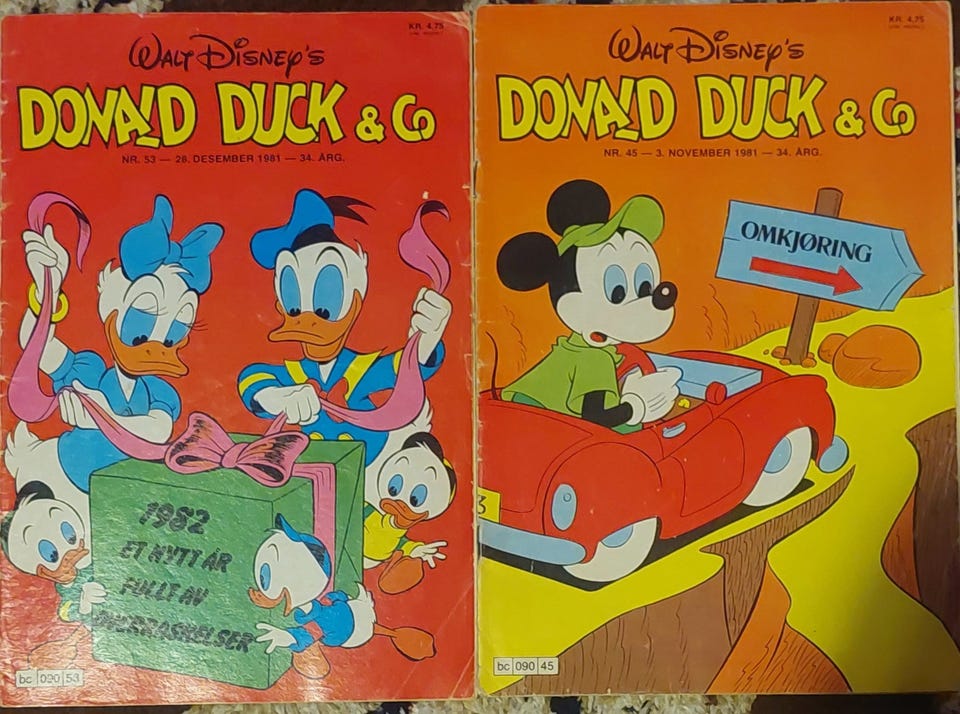 KR. 4,75
WALT DISNEY'S
DONALD DUCK & Co
NR. 53 — 28. DESEMBER 1981 — 34. ÅRG.
1982
ET NYTT ÅR
FULLT AV
OVERRASKELSER
bc 090 53
KR. 4,75
WALT DISNEY'S
DONALD DUCK & Co
NR. 45 — 3. NOVEMBER 1981 — 34. ÅRG.
OMKJØRING
3
bc 090 45